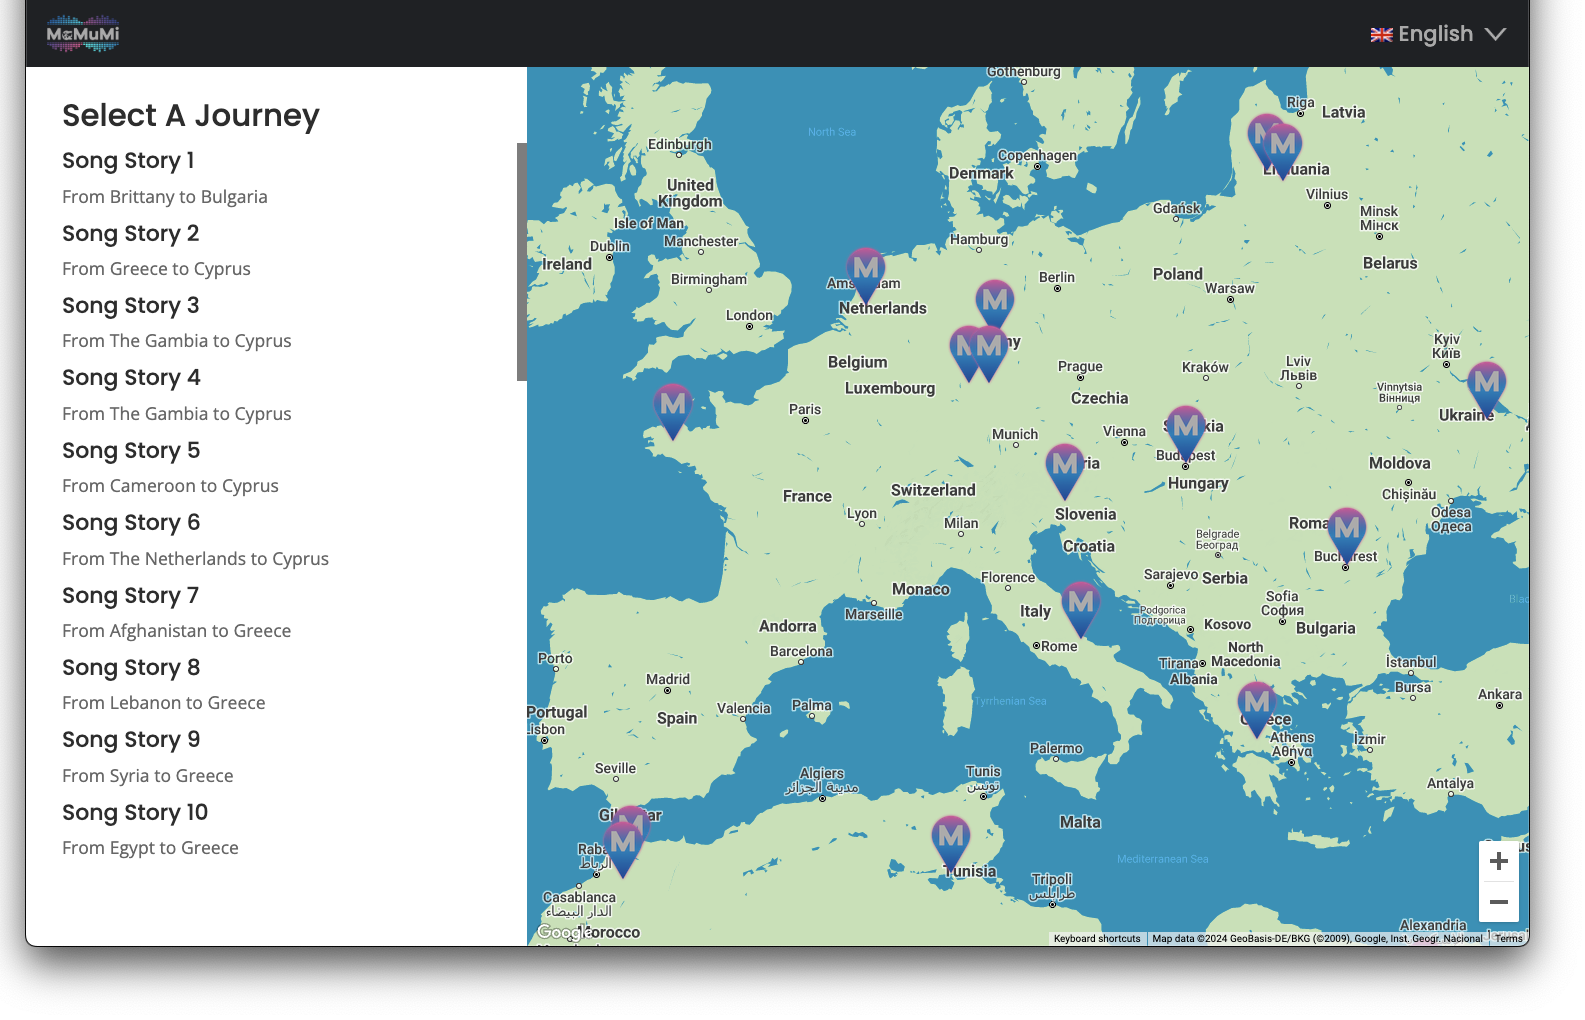 MaMuMi
English
Select A Journey
Song Story 1
From Brittany to Bulgaria
Song Story 2
From Greece to Cyprus
Song Story 3
From The Gambia to Cyprus
Song Story 4
From The Gambia to Cyprus
Song Story 5
From Cameroon to Cyprus
Song Story 6
From The Netherlands to Cyprus
Song Story 7
From Afghanistan to Greece
Song Story 8
From Lebanon to Greece
Song Story 9
From Syria to Greece
Song Story 10
From Egypt to Greece
Gothenburg
Riga
Latvia
North Sea
Edinburgh
Copenhagen
Denmark
M
M
United
Kingdom
Vilnius
Isle of Man
Gdańsk
Minsk
Мінск
Dublin
Manchester
Hamburg
Ireland
Belarus
M
Birmingham
Berlin
Poland
Warsaw
Netherlands
M
London
Kyiv
Київ
M
M
Belgium
Prague
Kraków
Lviv
Львів
Luxembourg
Vinnytsia
Вінниця
M
Czechia
M
Paris
Ukraine
Munich
Vienna
M
Budapest
M
Moldova
Hungary
France
Switzerland
Chișinău
Lyon
Slovenia
Odesa
Одеса
Milan
M
Croatia
Belgrade
Београд
Bucharest
Florence
Sarajevo
Serbia
Monaco
Marseille
M
Italy
Sofia
София
Podgorica
Подгорица
Kosovo
Bulgaria
Andorra
Barcelona
Rome
North
Macedonia
Porto
Tirana
Albania
İstanbul
Madrid
Bursa
Ankara
Portugal
Lisbon
Spain
Valencia
Palma
Tyrrhenian Sea
M
Greece
Athens
Αθήνα
İzmir
Palermo
Seville
Algiers
مدينة الجزائر
Tunis
تونس
Antalya
M
M
Malta
M
الرباط
Tunisia
Mediterranean Sea
Tripoli
طرابلس
Casablanca
الدار البيضاء
Morocco
Google
Alexandria
Keyboard shortcuts
Map data ©2024 GeoBasis-DE/BKG (©2009), Google, Inst. Geogr. Nacional
Terms